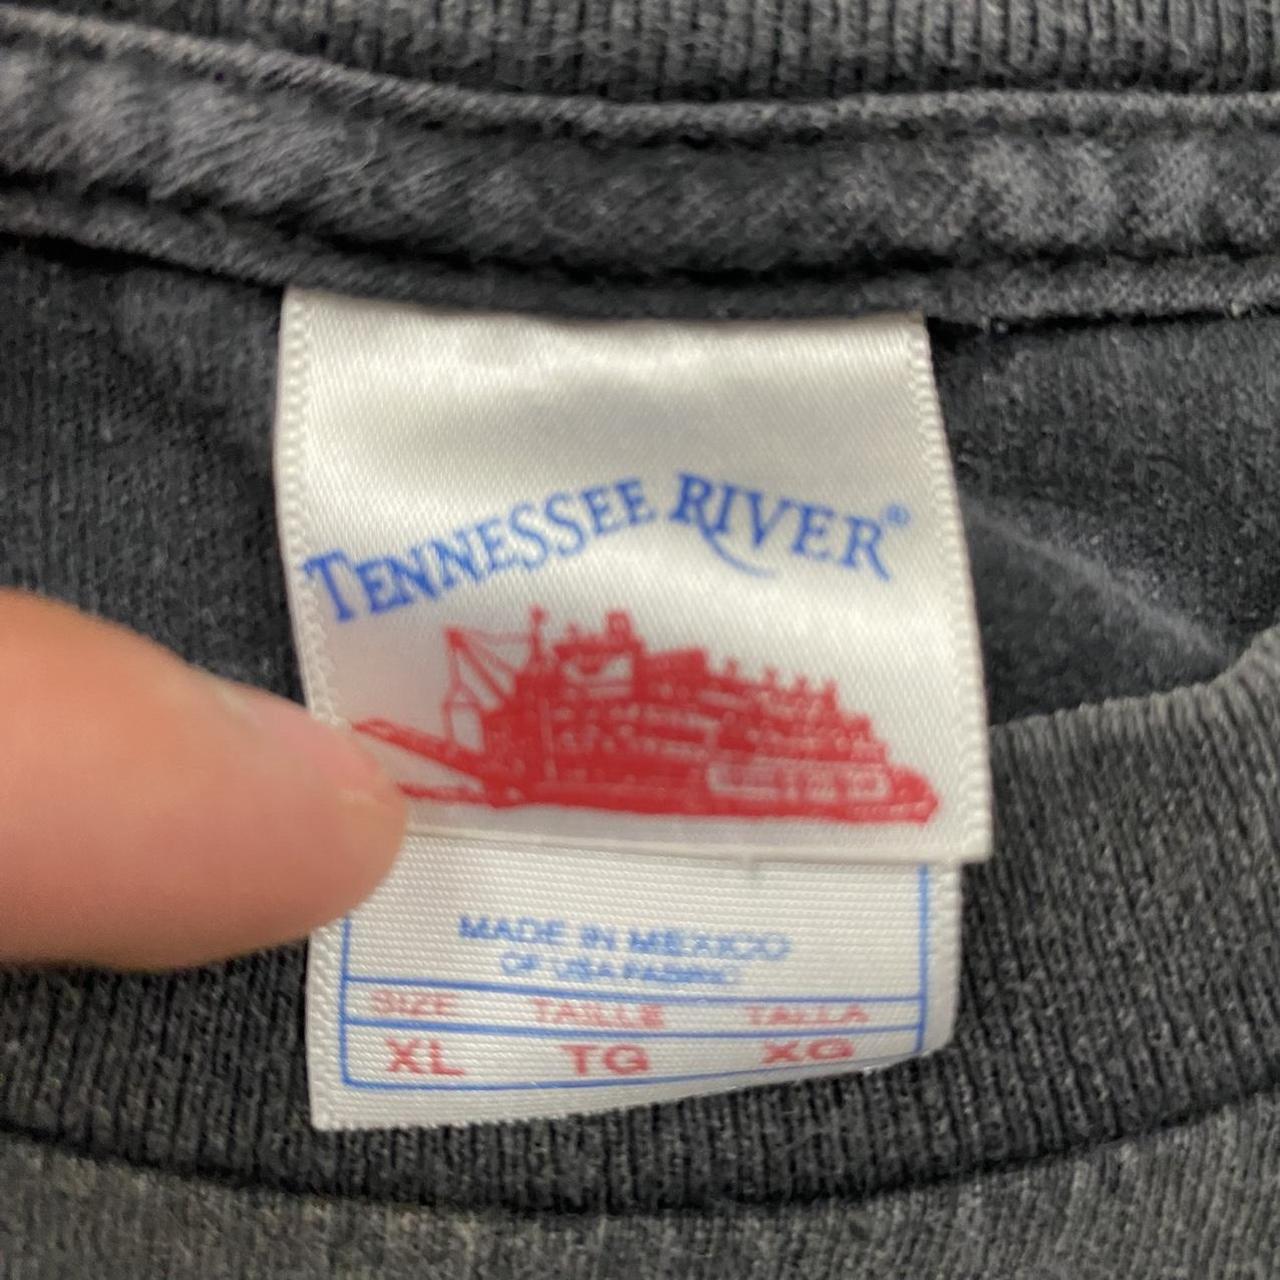 TENNESSEE RIVER®
MADE IN MEXICO
OF USA FABRIC
SIZE TAILLE TALLA
XL TG XG